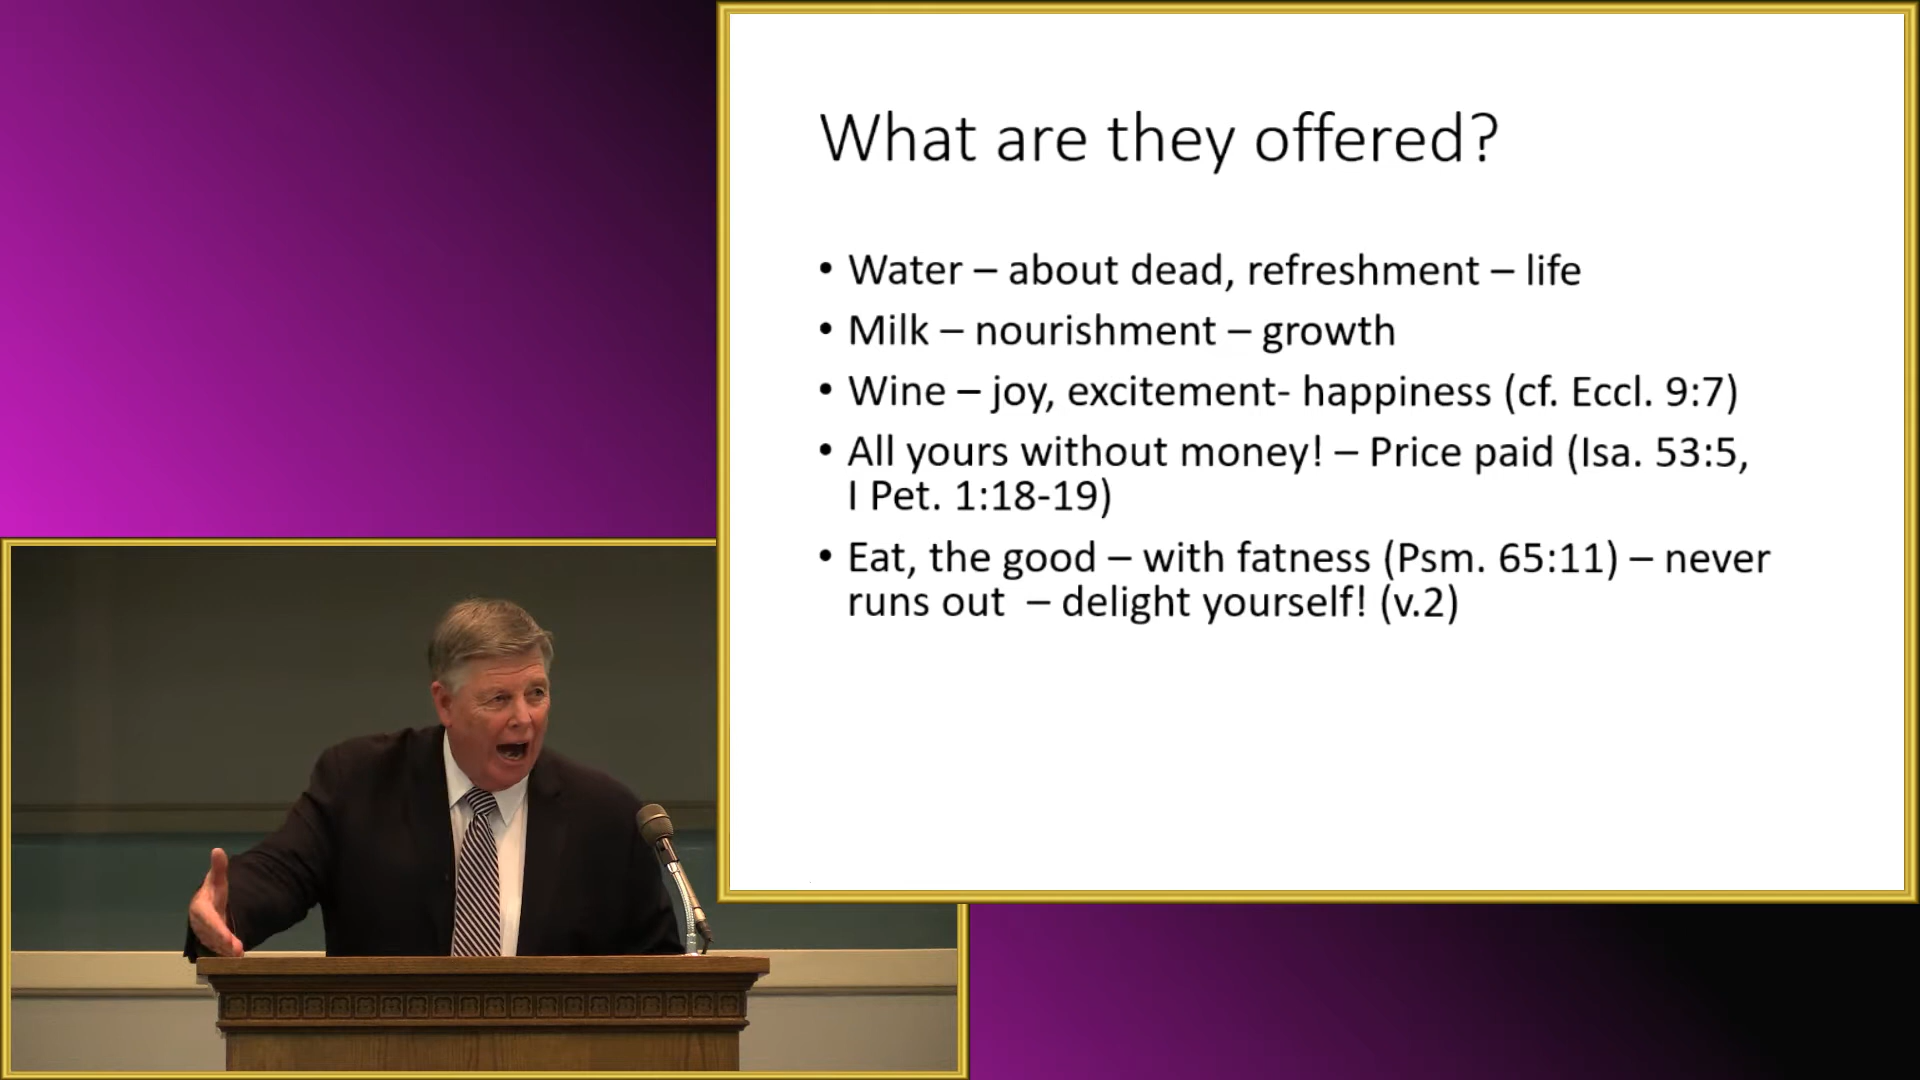 What are they offered?
• Water – about dead, refreshment – life
• Milk – nourishment – growth
• Wine – joy, excitement- happiness (cf. Eccl. 9:7)
• All yours without money! – Price paid (Isa. 53:5,
I Pet. 1:18-19)
• Eat, the good – with fatness (Psm. 65:11) – never
runs out – delight yourself! (v.2)